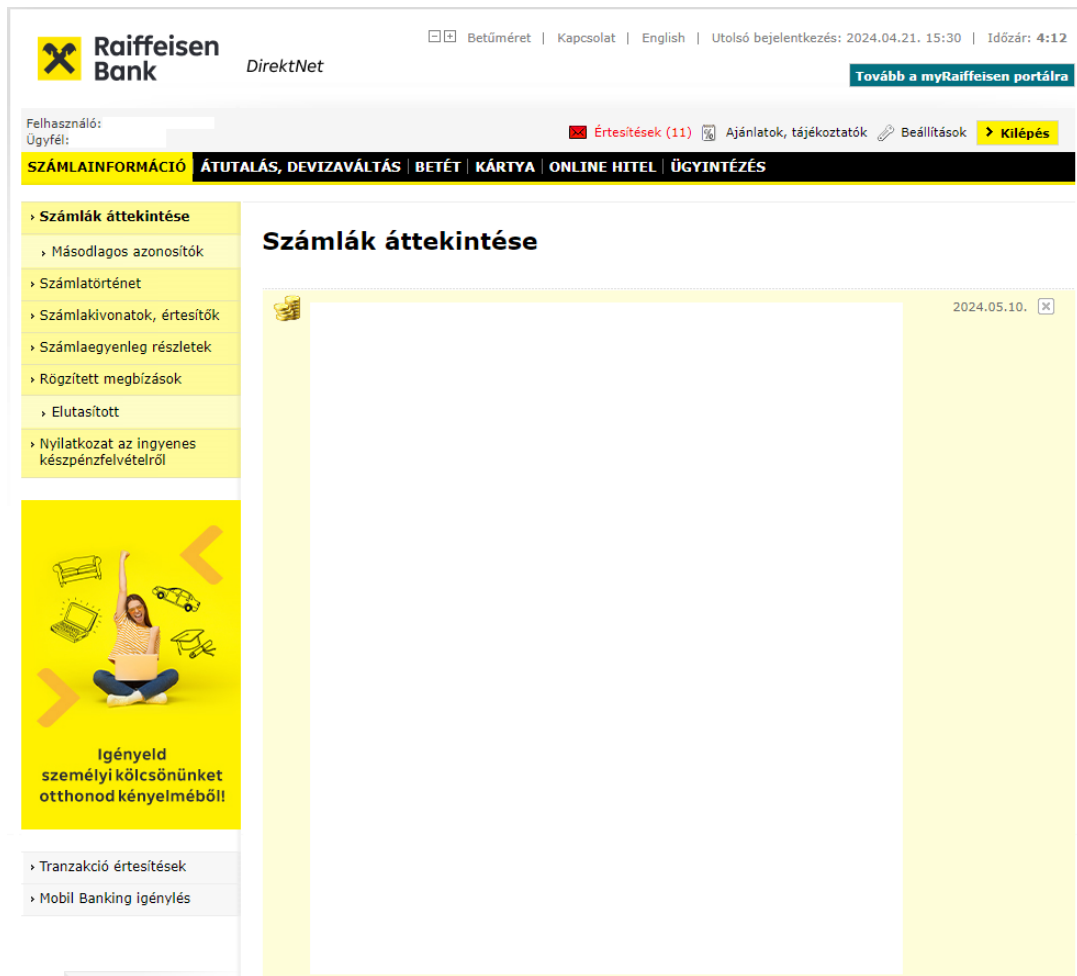 Raiffeisen
Bank
DirektNet
Betűméret | Kapcsolat | English | Utolsó bejelentkezés: 2024.04.21. 15:30 | Időzár: 4:12
Tovább a myRaiffeisen portálra
Felhasználó:
Ügyfél:
Értesítések (11) Ajánlatok, tájékoztatók Beállítások Kilépés
SZÁMLAINFORMÁCIÓ ÁTUTALÁS, DEVIZAVÁLTÁS | BETÉT | KÁRTYA | ONLINE HITEL | ÜGYINTÉZÉS
Számlák áttekintése
Másodlagos azonosítók
Számlatörténet
Számlakivonatok, értesítők
Számlaegyenleg részletek
Rögzített megbízások
Elutasított
Nyilatkozat az ingyenes
készpénzfelvételről
Számlák áttekintése
2024.05.10.
Igényeld
személyi kölcsönünket
otthonod kényelméből!
Tranzakció értesítések
Mobil Banking igénylés